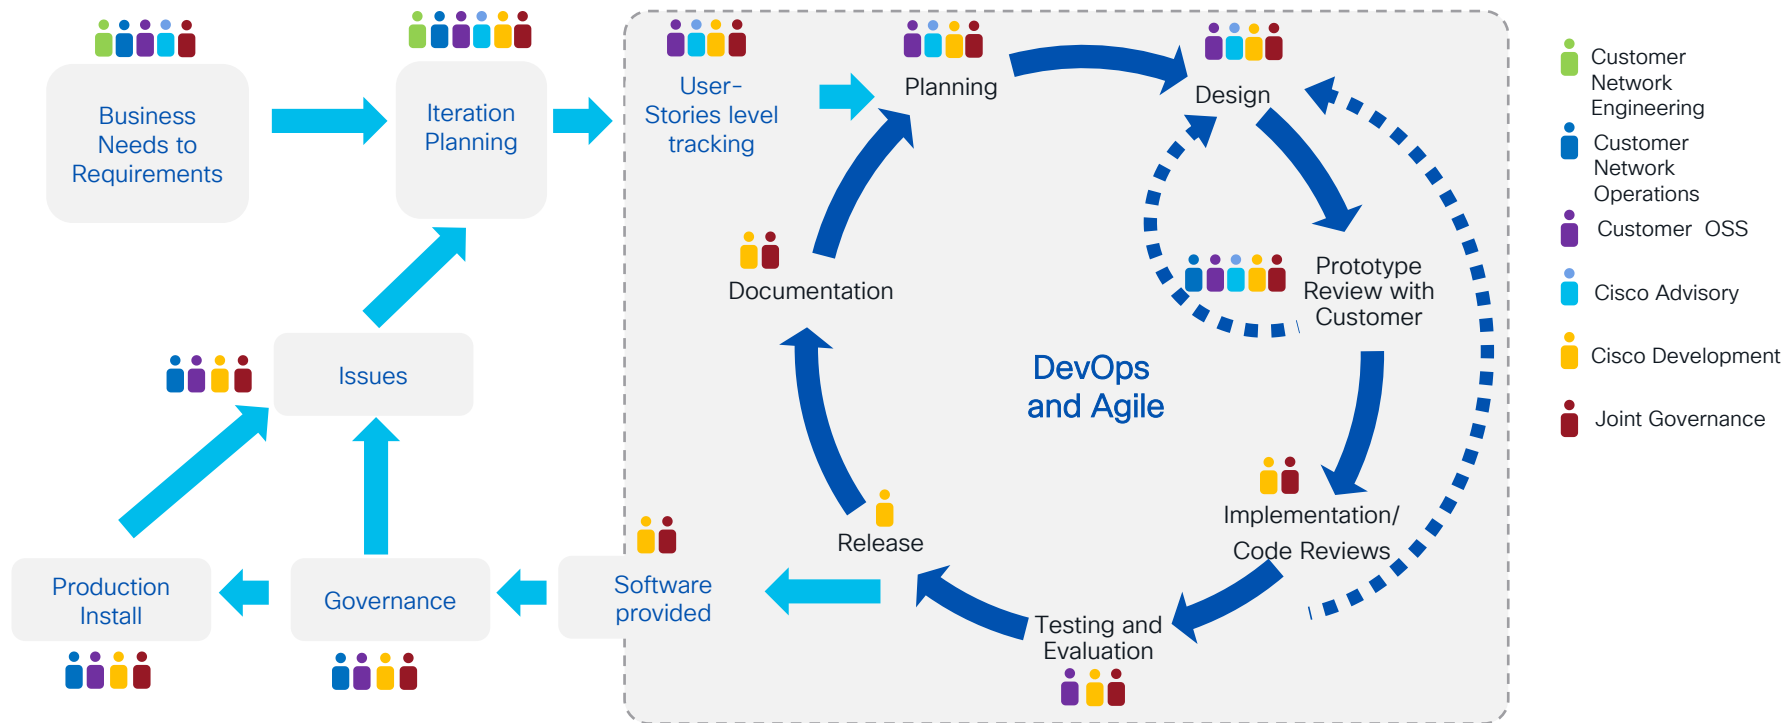 Business
Needs to
Requirements
Iteration
Planning
User-
Stories level
tracking
Planning
Design
Documentation
Prototype
Review with
Customer
DevOps
and Agile
Issues
Implementation/
Code Reviews
Release
Testing and
Evaluation
Software
provided
Governance
Production
Install
Customer
Network
Engineering
Customer
Network
Operations
Customer OSS
Cisco Advisory
Cisco Development
Joint Governance